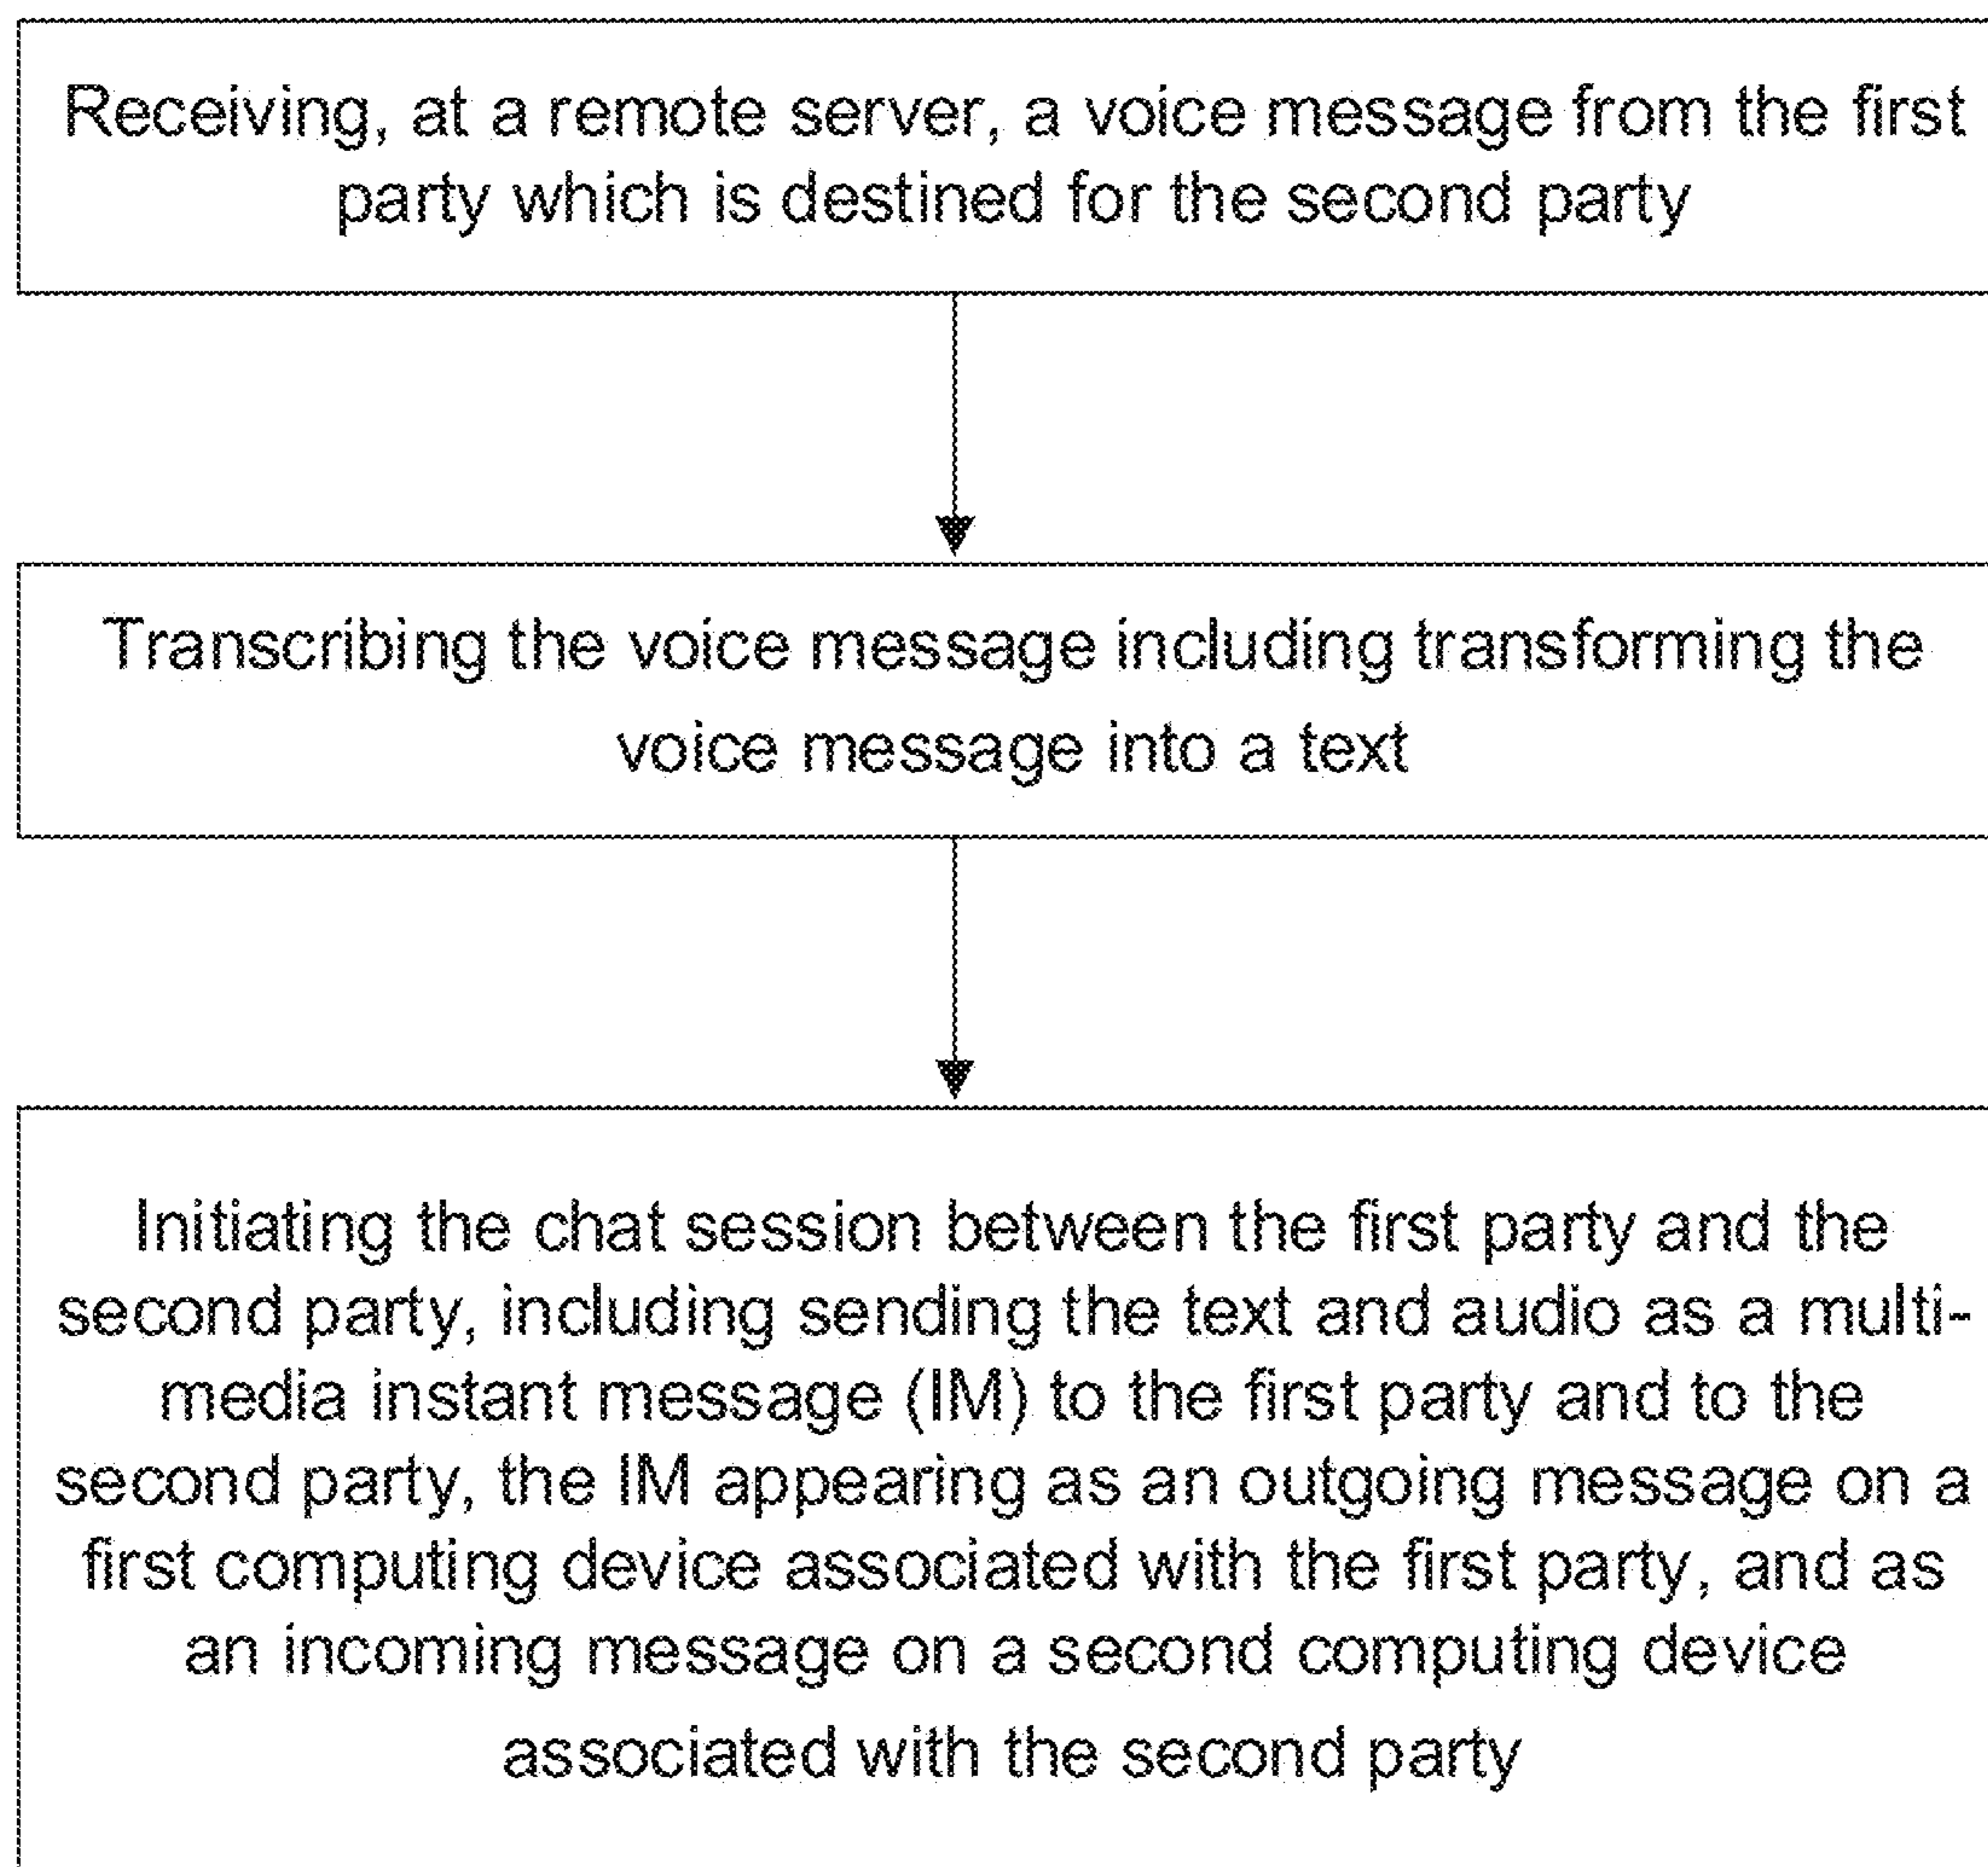 Receiving, at a remote server, a voice message from the first
party which is destined for the second party
Transcribing the voice message including transforming the
voice message into a text
Initiating the chat session between the first party and the
second party, including sending the text and audio as a multi-
media instant message (IM) to the first party and to the
second party, the IM appearing as an outgoing message on a
first computing device associated with the first party, and as
an incoming message on a second computing device
associated with the second party